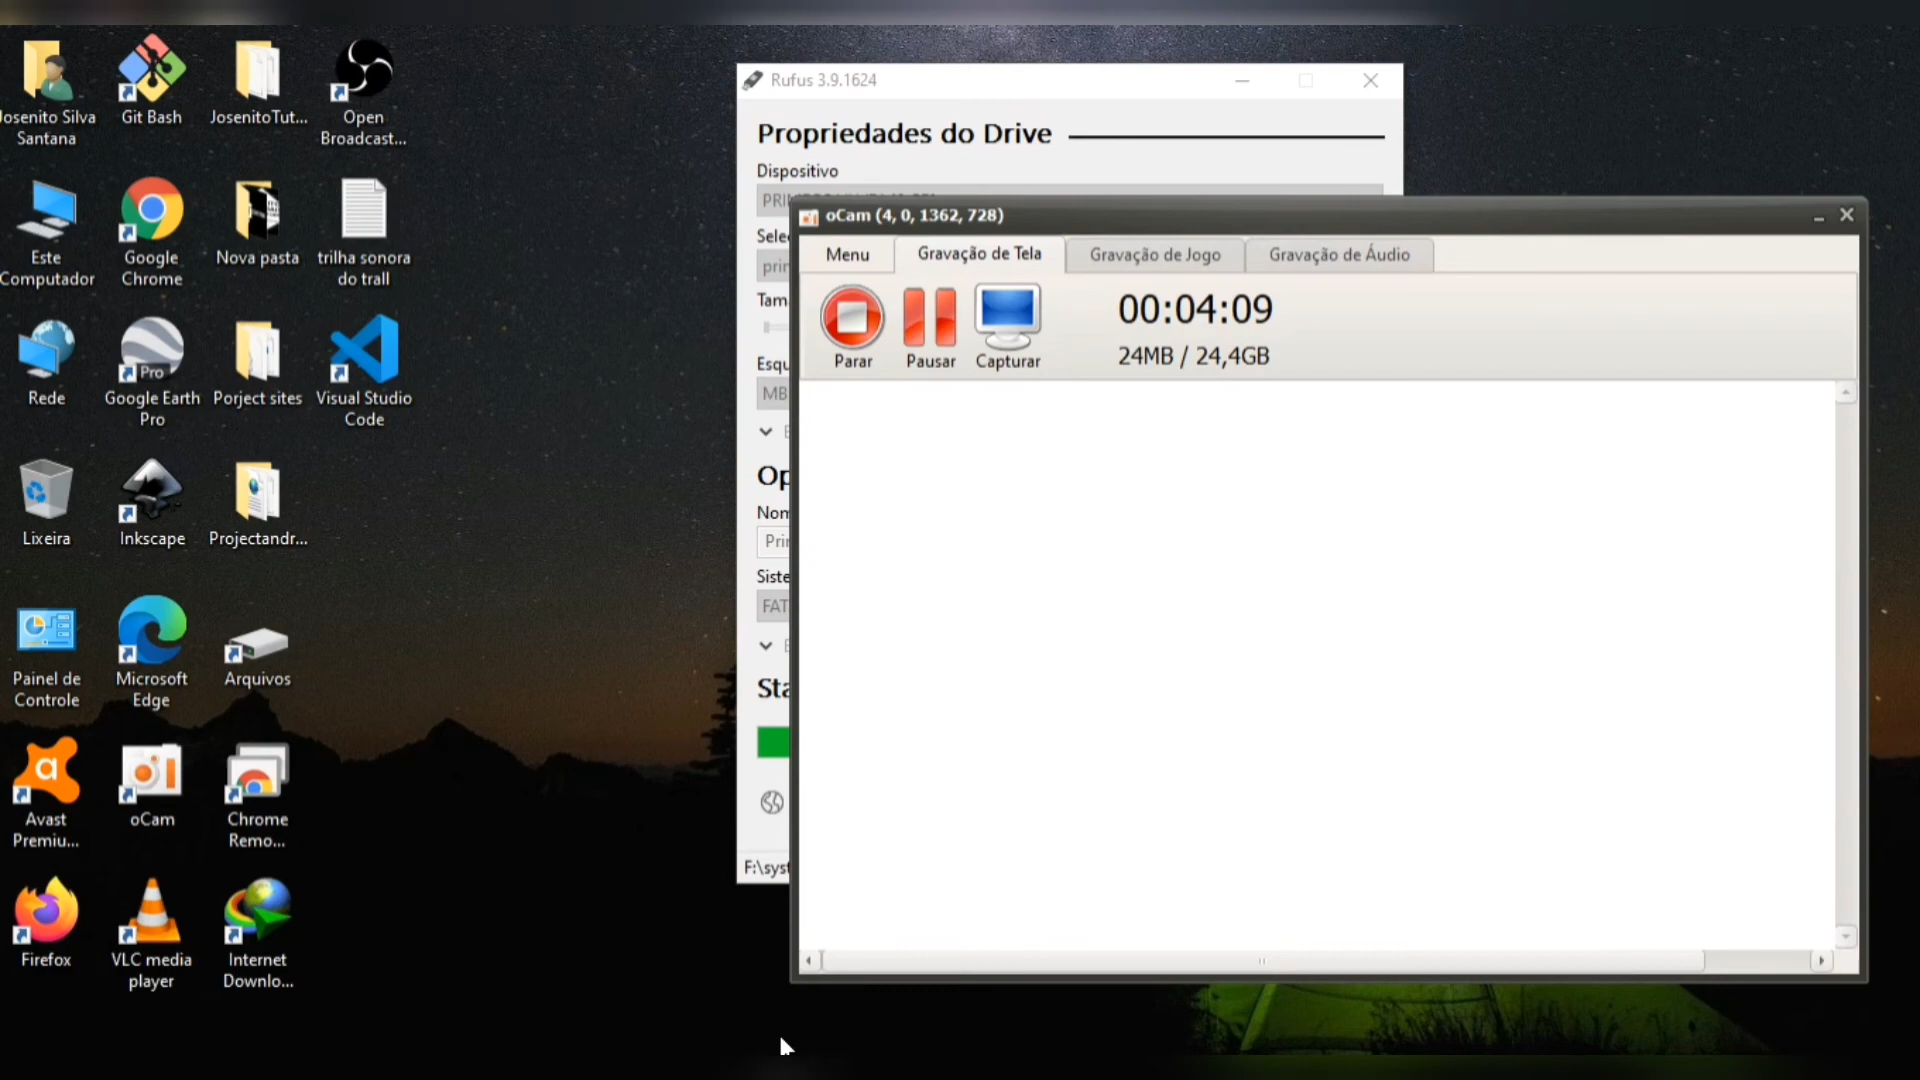 Josenito Silva
Santana
Git Bash
JosenitoTut...
Open
Broadcast...
Este
Computador
Google
Chrome
Nova pasta
trilha sonora
do trall
Rede
Pro
Google Earth
Pro
Porject sites
Visual Studio
Code
Lixeira
Inkscape
Projectandr...
Painel de
Controle
Microsoft
Edge
Arquivos
Avast
Premiu...
oCam
Chrome
Remo...
Firefox
VLC media
player
Internet
Downlo...
Rufus 3.9.1624
Propriedades do Drive
Dispositivo
Sele
prin
Tam
Esqu
MB
Op
Nom
Prin
Siste
FAT
Sta
F:\syst
oCam (4, 0, 1362, 728)
Menu
Gravação de Tela
Gravação de Jogo
Gravação de Áudio
Parar
Pausar
Capturar
00:04:09
24MB / 24,4GB